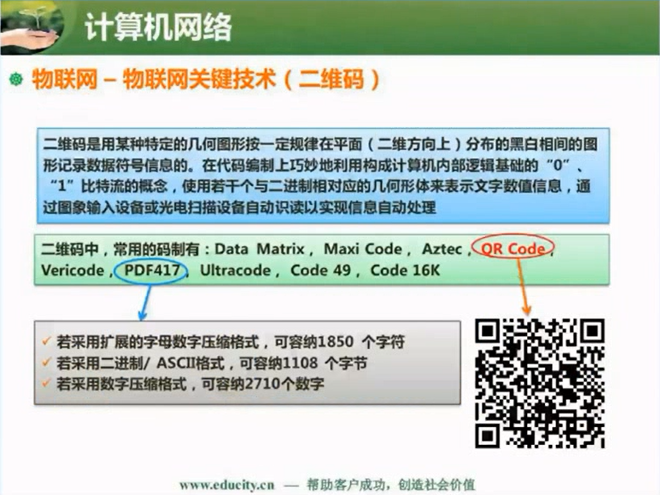 计算机网络
物联网 – 物联网关键技术（二维码）
二维码是用某种特定的几何图形按一定规律在平面（二维方向上）分布的黑白相间的图
形记录数据符号信息的。在代码编制上巧妙地利用构成计算机内部逻辑基础的“0”、
“1”比特流的概念，使用若干个与二进制相对应的几何形体来表示文字数值信息，通
过图象输入设备或光电扫描设备自动识读以实现信息自动处理
二维码中，常用的码制有：Data Matrix，Maxi Code，Aztec，QR Code，
Vericode，PDF417，Ultracode，Code 49，Code 16K
若采用扩展的字母数字压缩格式，可容纳1850 个字符
若采用二进制/ ASCII格式，可容纳1108 个字节
若采用数字压缩格式，可容纳2710个数字
www.educity.cn — 帮助客户成功，创造社会价值